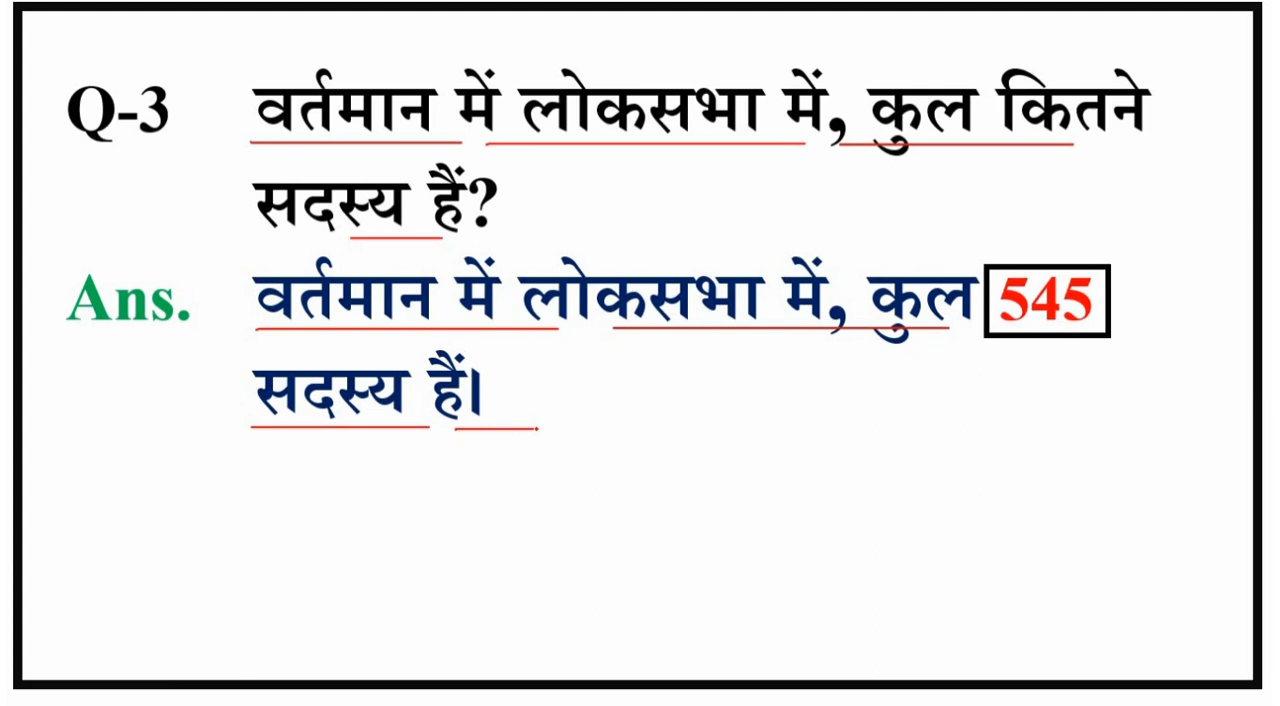 Q-3 वर्तमान में लोकसभा में, कुल कितने
सदस्य हैं?
Ans. वर्तमान में लोकसभा में, कुल 545
सदस्य हैं।